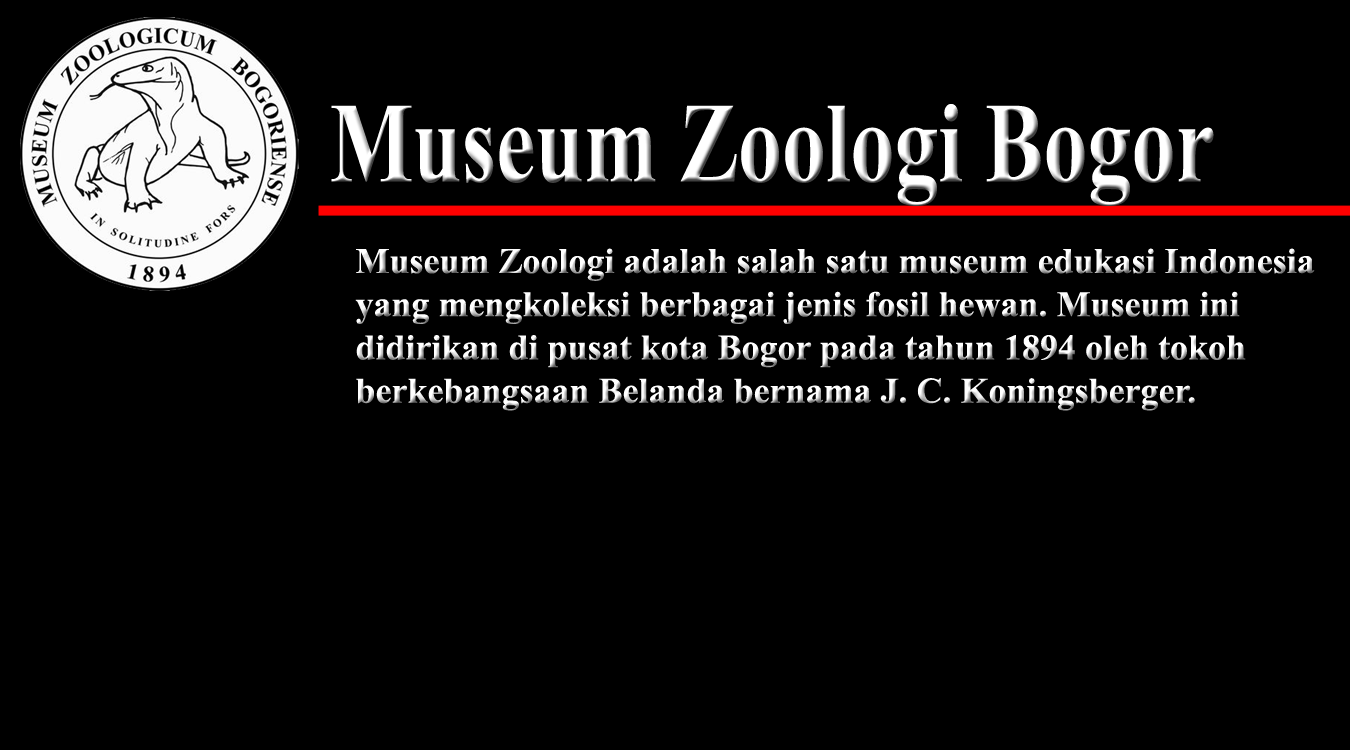 MUSEUM ZOOLOGICUM BOGORIENSE
IN SOLITUDINE FORS
1894
Museum Zoologi Bogor
Museum Zoologi adalah salah satu museum edukasi Indonesia
yang mengkoleksi berbagai jenis fosil hewan. Museum ini
didirikan di pusat kota Bogor pada tahun 1894 oleh tokoh
berkebangsaan Belanda bernama J. C. Koningsberger.